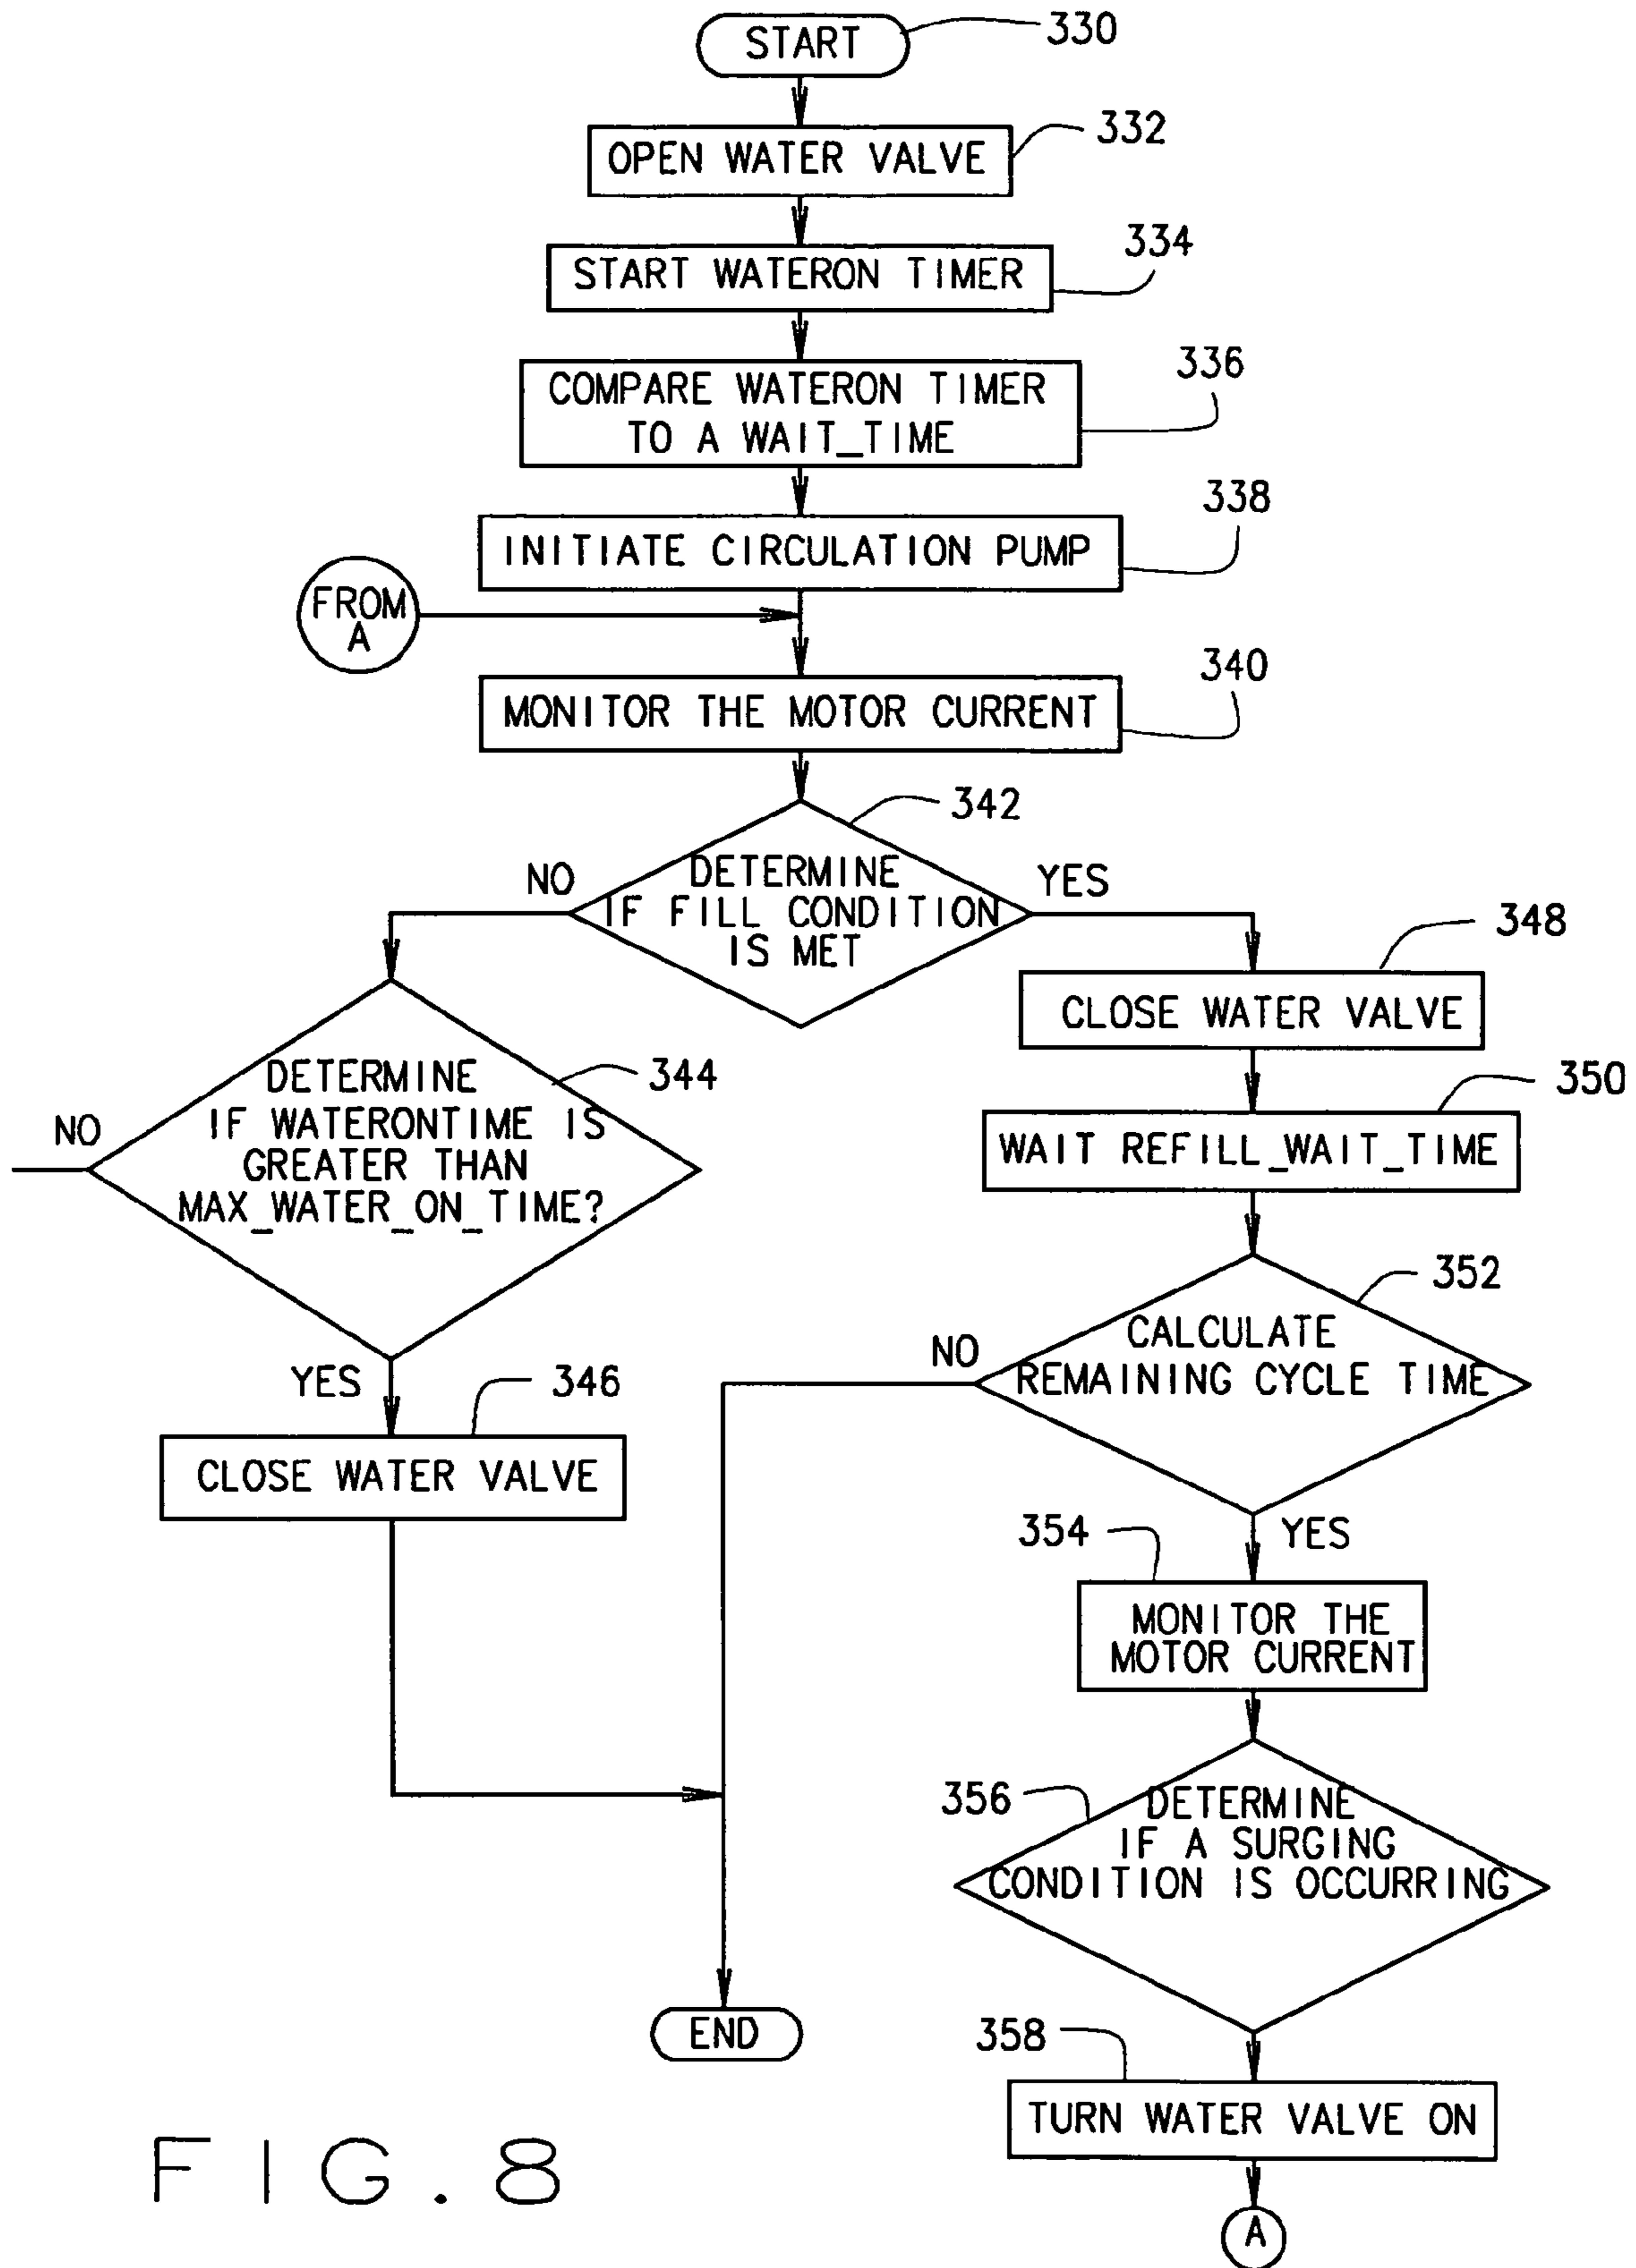 START
330
OPEN WATER VALVE
332
START WATERON TIMER
334
COMPARE WATERON TIMER
TO A WAIT_TIME
336
INITIATE CIRCULATION PUMP
338
FROM
A
MONITOR THE MOTOR CURRENT
340
342
NO
DETERMINE
IF FILL CONDITION
IS MET
YES
348
CLOSE WATER VALVE
344
DETERMINE
IF WATERONTIME IS
GREATER THAN
MAX_WATER_ON_TIME?
NO
350
WAIT REFILL_WAIT_TIME
352
CALCULATE
REMAINING CYCLE TIME
NO
YES
346
CLOSE WATER VALVE
YES
354
MONITOR THE
MOTOR CURRENT
356
DETERMINE
IF A SURGING
CONDITION IS OCCURRING
END
358
TURN WATER VALVE ON
A
FIG. 8